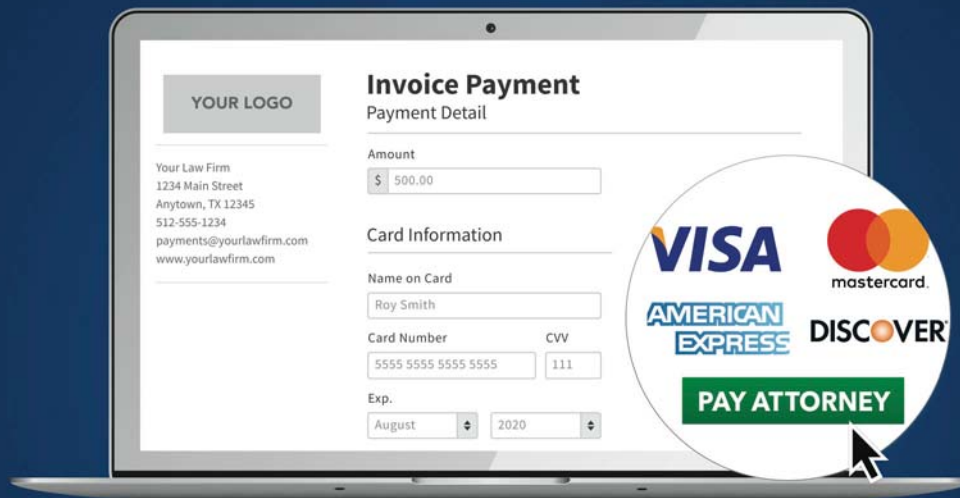 YOUR LOGO
Your Law Firm
1234 Main Street
Anytown, TX 12345
512-555-1234
payments@yourlawfirm.com
www.yourlawfirm.com
Invoice Payment
Payment Detail
Amount
$ 500.00
Card Information
Name on Card
Roy Smith
Card Number CVV
5555 5555 5555 5555 111
Exp.
August 2020
VISA
mastercard.
AMERICAN
EXPRESS
DISCOVER
PAY ATTORNEY